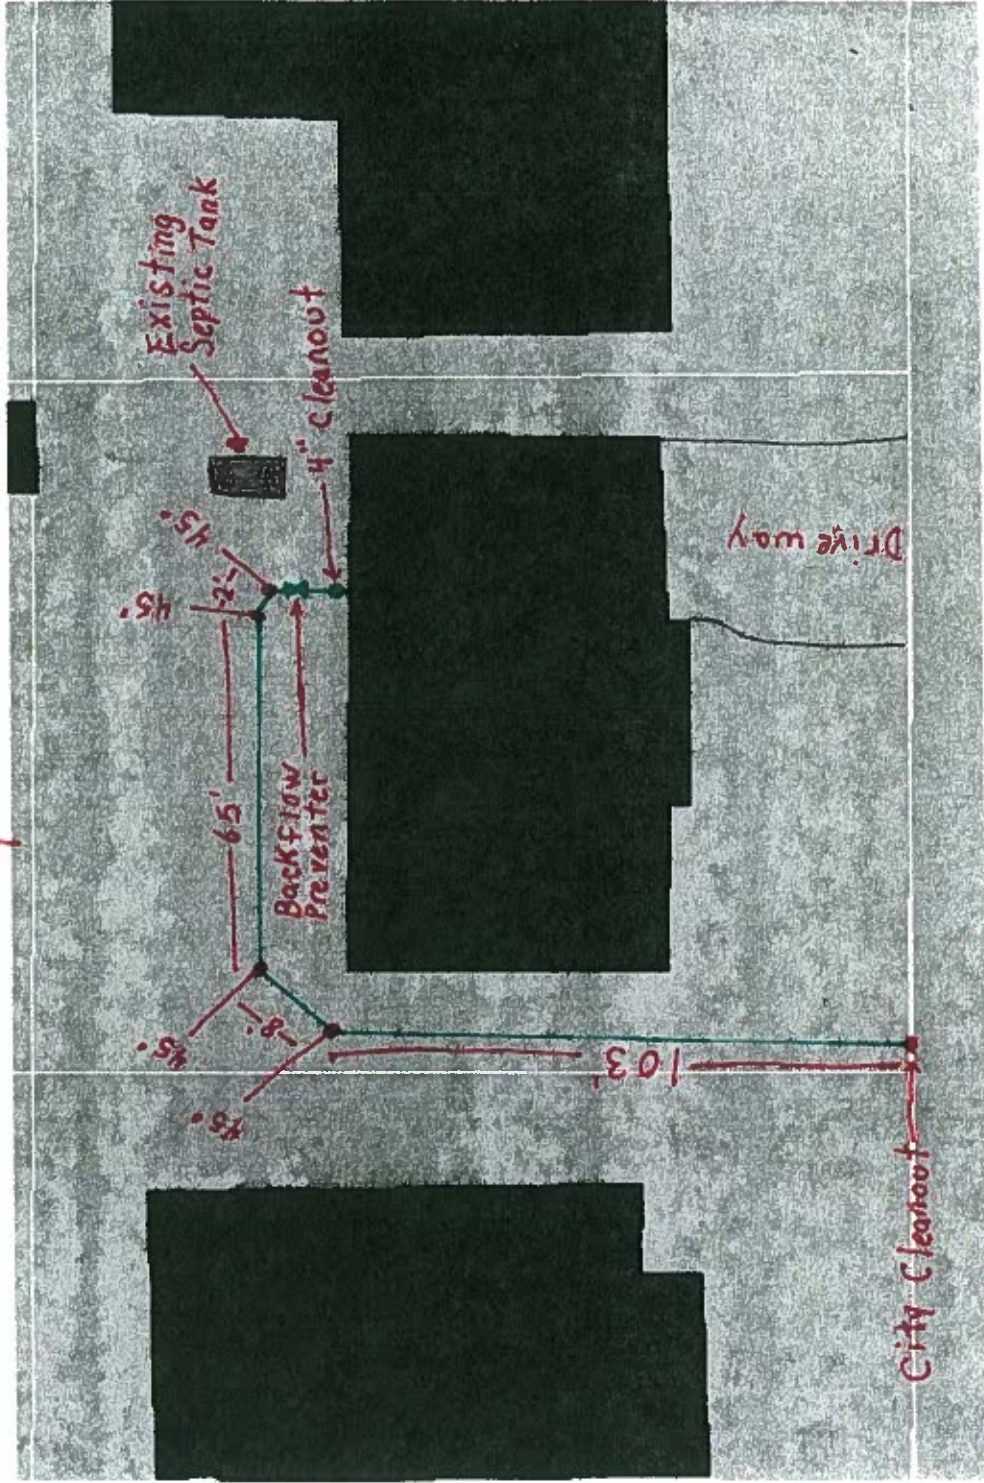 Existing
Septic Tank
4" Cleanout
45°
45°
2'
65'
Backflow
Preventer
Drive way
45°
8'
45°
103'
City Cleanout